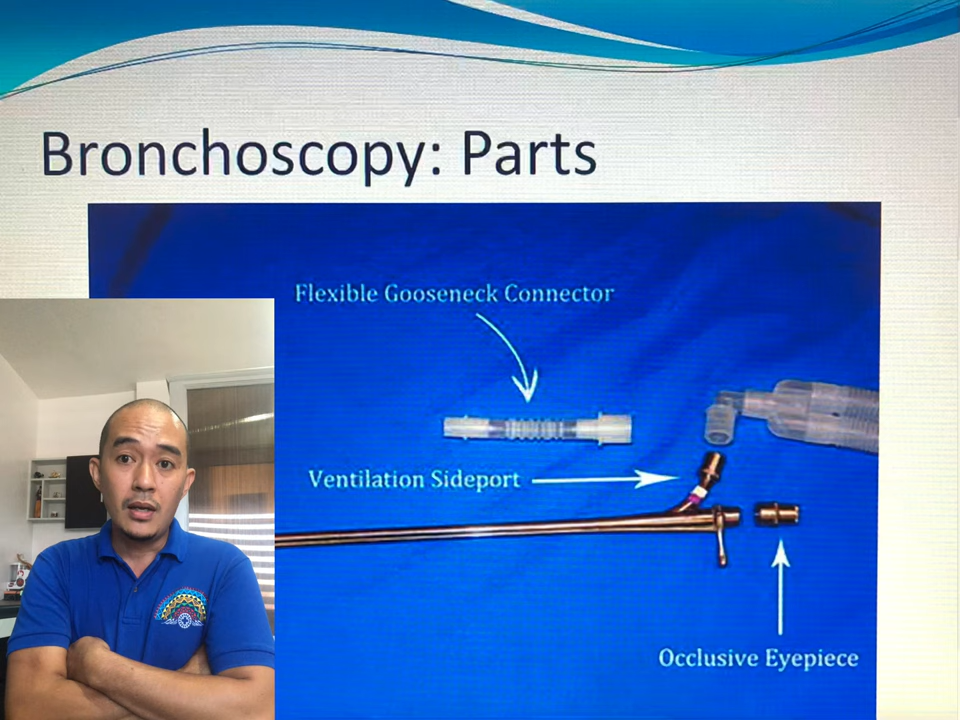 Bronchoscopy: Parts
Flexible Gooseneck Connector
Ventilation Sideport
Occlusive Eyepiece